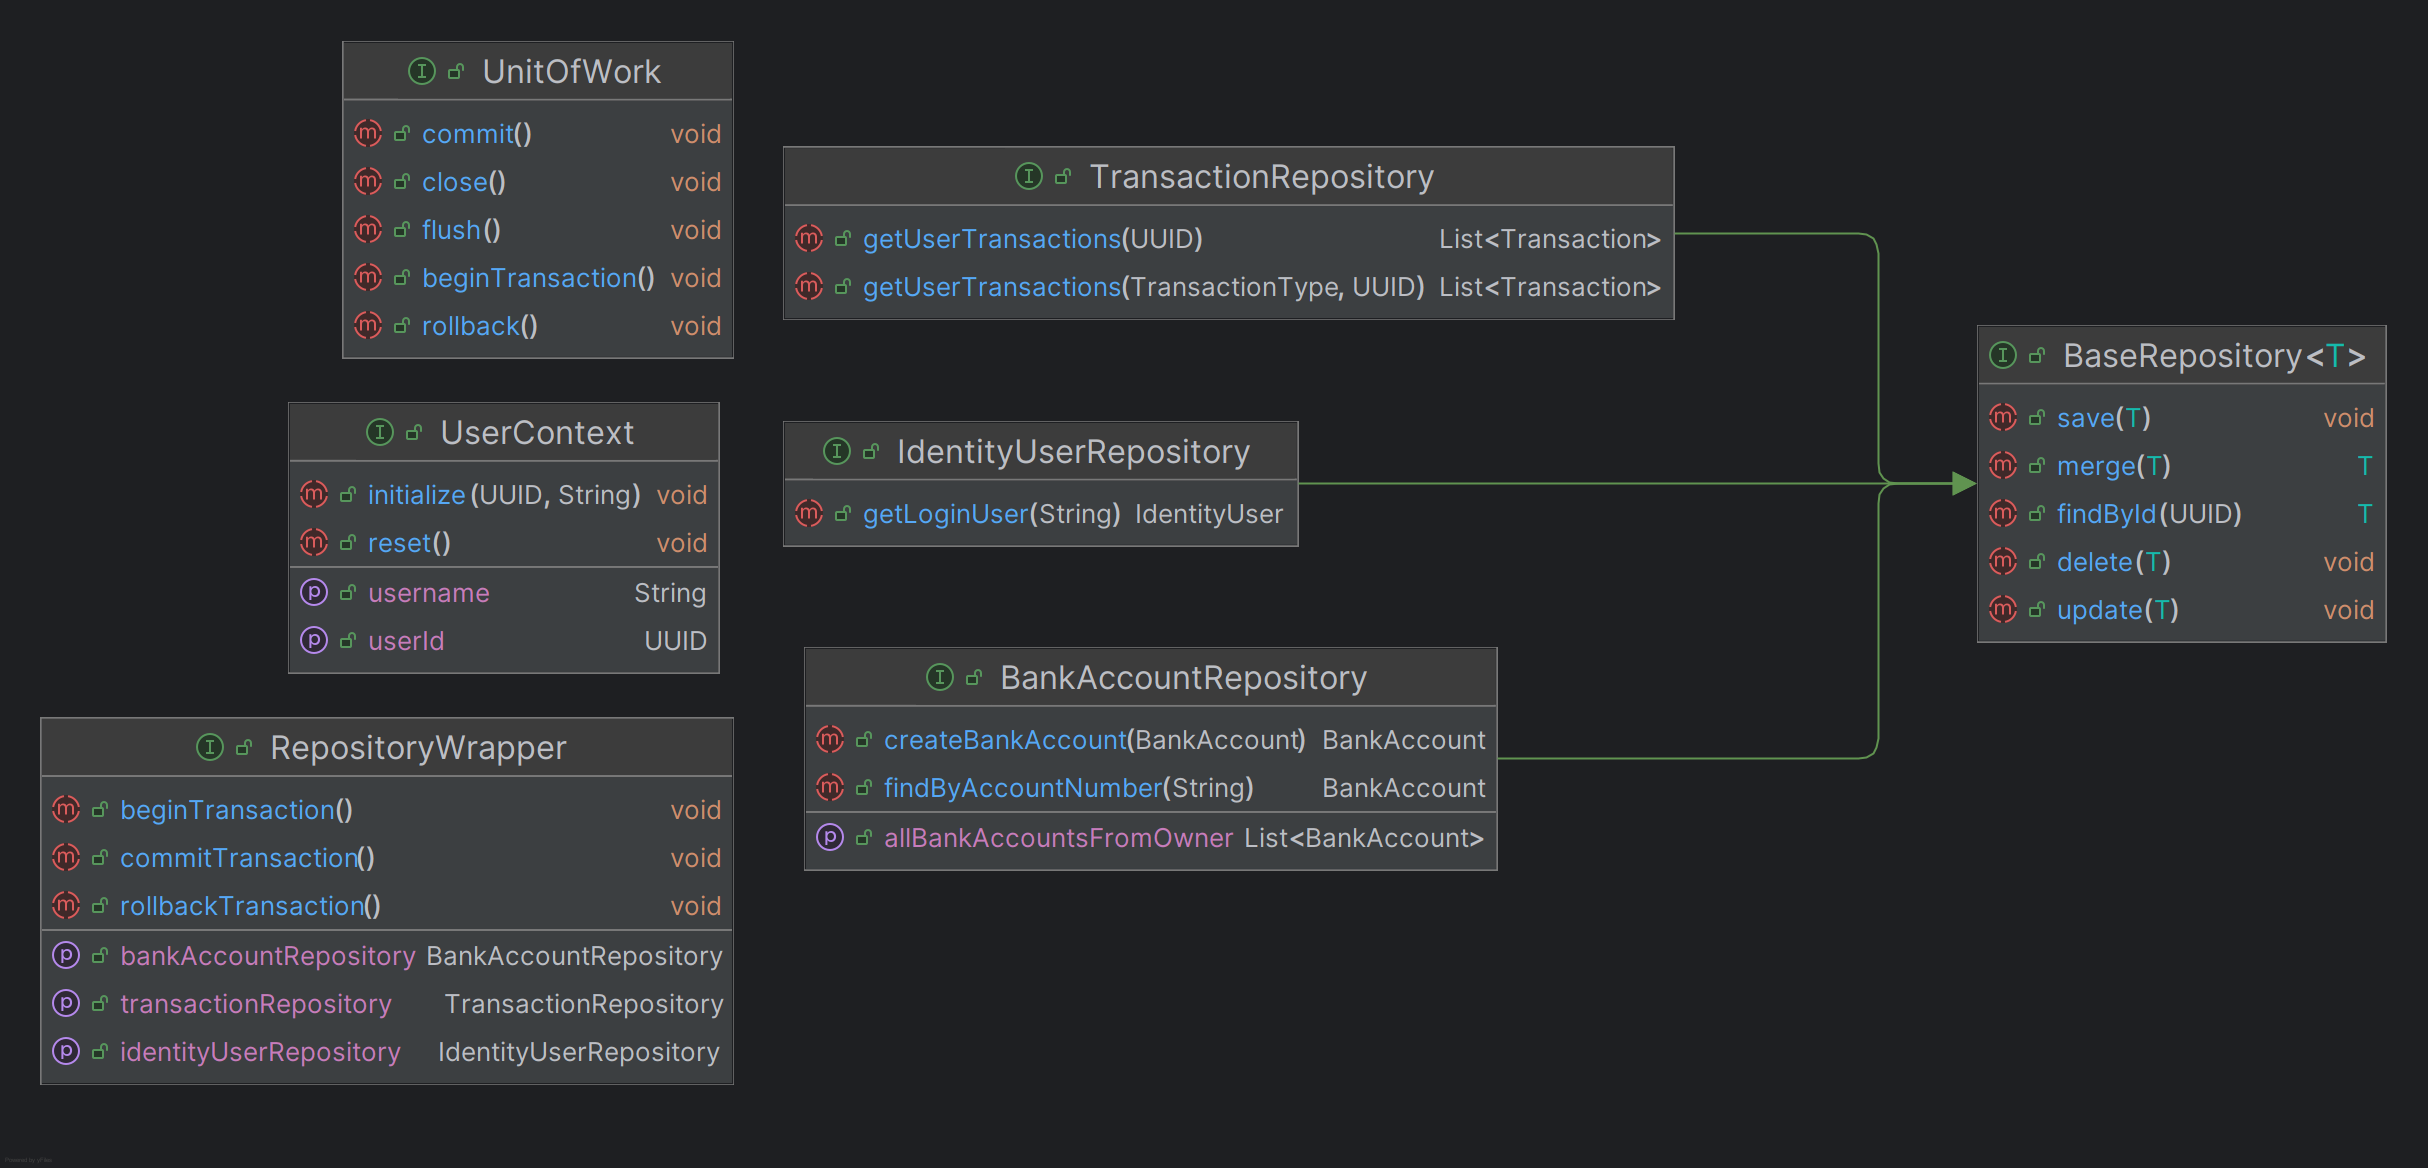 UnitOfWork
commit() void
close() void
flush() void
beginTransaction() void
rollback() void
TransactionRepository
getUserTransactions(UUID) List<Transaction>
getUserTransactions(TransactionType, UUID) List<Transaction>
BaseRepository<T>
save(T) void
merge(T) T
findById(UUID) T
delete(T) void
update(T) void
UserContext
initialize(UUID, String) void
reset() void
username String
userId UUID
IdentityUserRepository
getLoginUser(String) IdentityUser
BankAccountRepository
createBankAccount(BankAccount) BankAccount
findByAccountNumber(String) BankAccount
allBankAccountsFromOwner List<BankAccount>
RepositoryWrapper
beginTransaction() void
commitTransaction() void
rollbackTransaction() void
bankAccountRepository BankAccountRepository
transactionRepository TransactionRepository
identityUserRepository IdentityUserRepository
Powered by yFiles